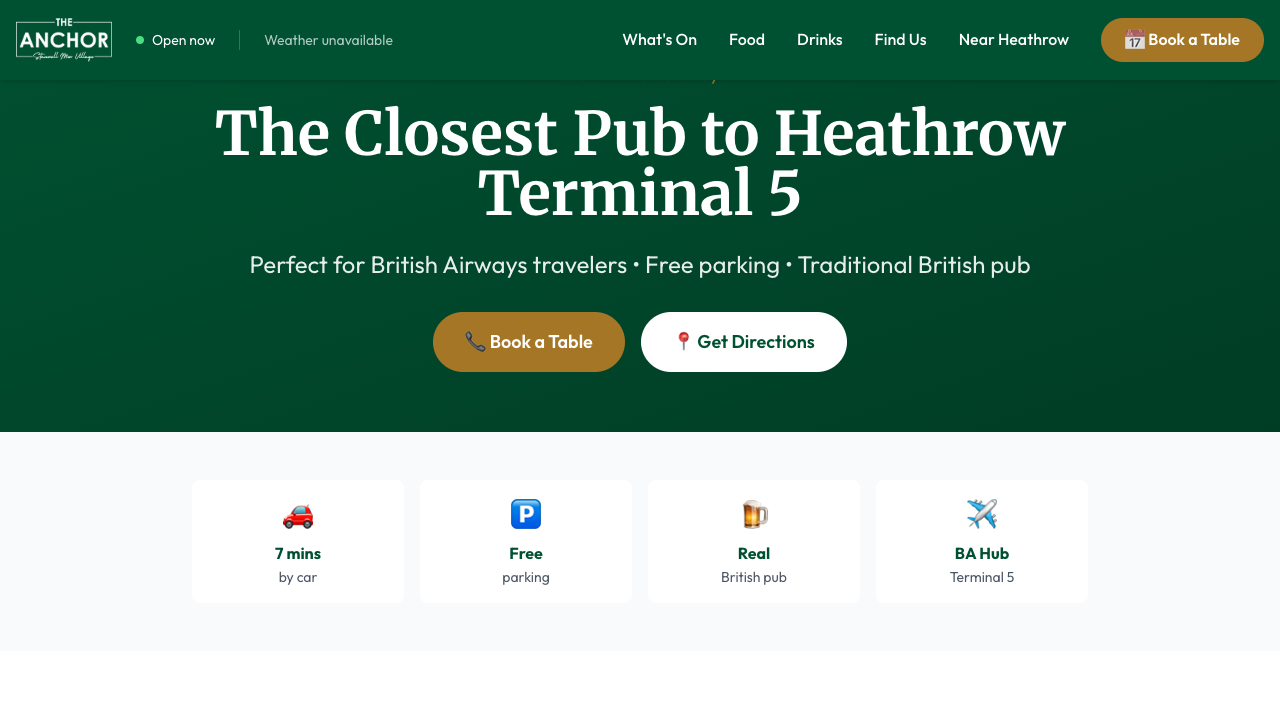 THE
ANCHOR
Stanwell Moor Village
Open now
Weather unavailable
What's On
Food
Drinks
Find Us
Near Heathrow
📅 Book a Table
The Closest Pub to Heathrow
Terminal 5
Perfect for British Airways travelers • Free parking • Traditional British pub
📞 Book a Table
📍 Get Directions
7 mins
by car
Free
parking
Real
British pub
BA Hub
Terminal 5